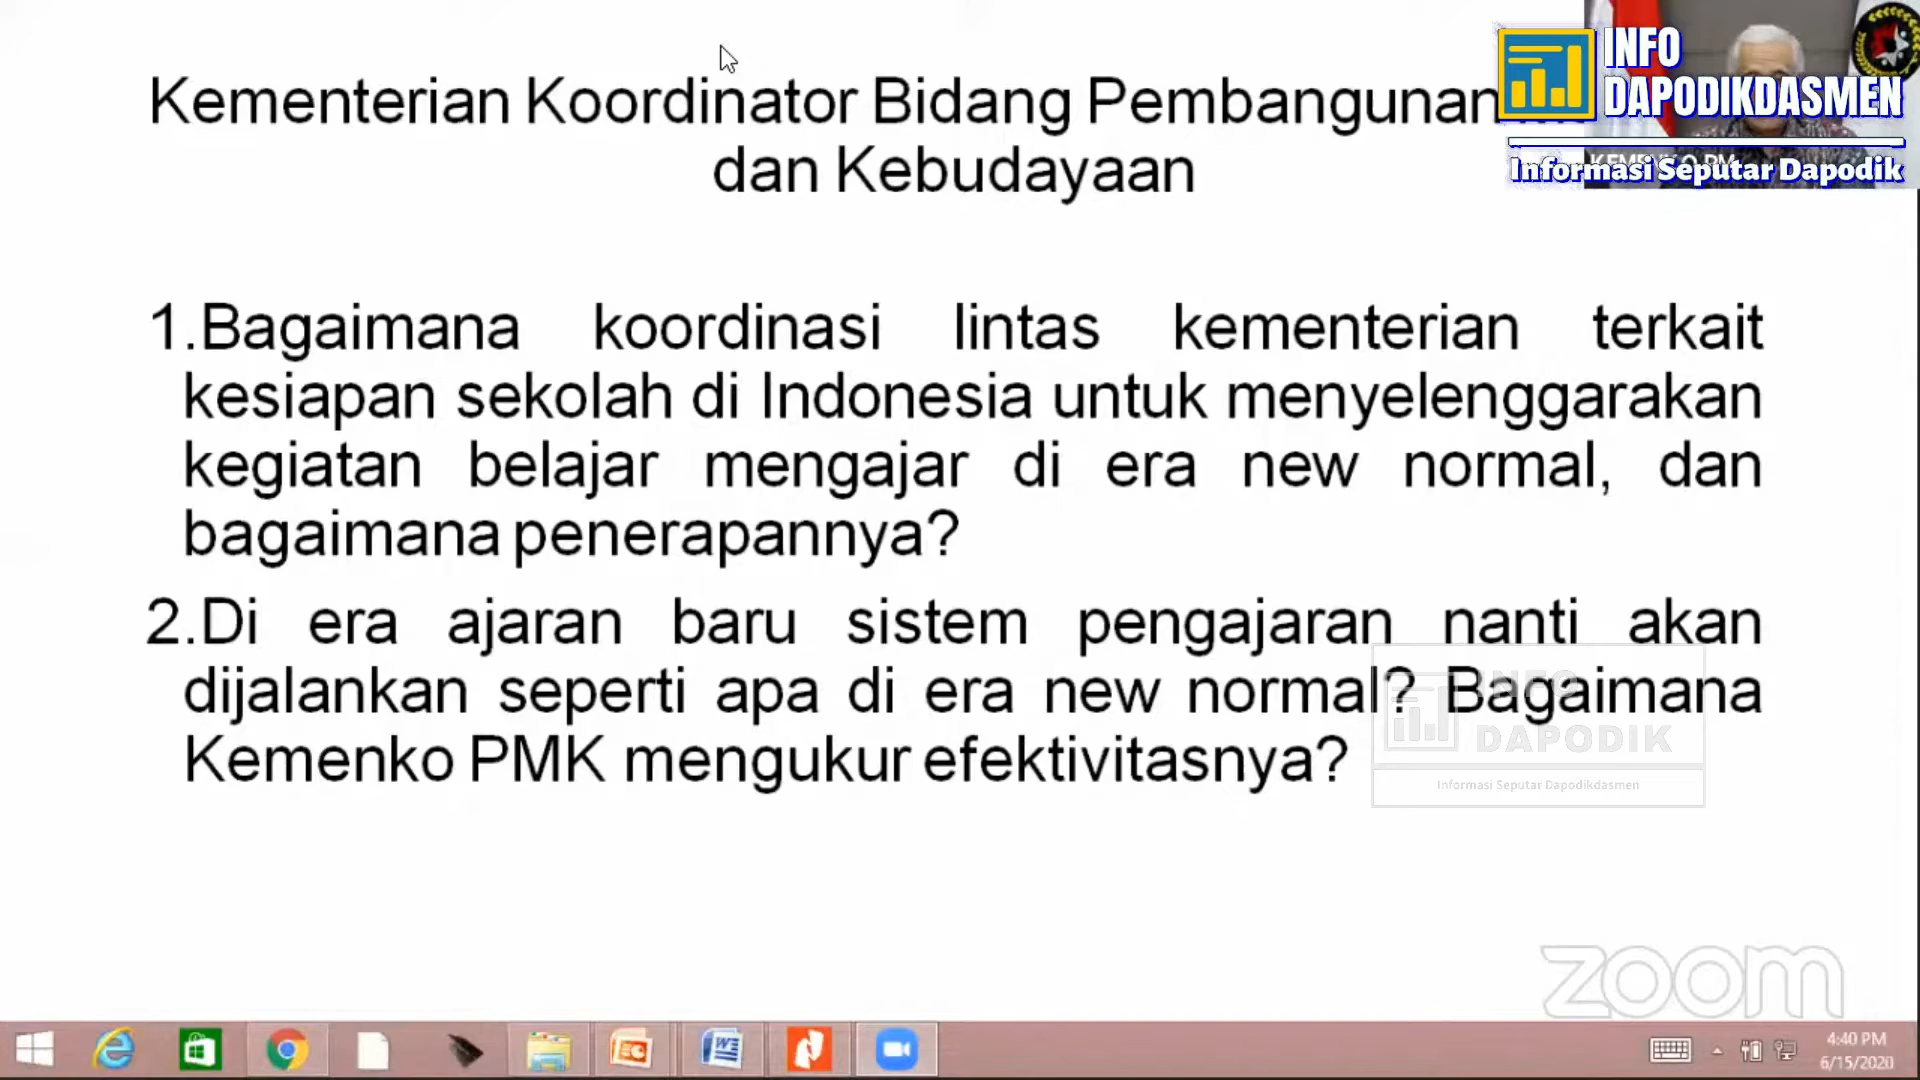 Kementerian Koordinator Bidang Pembangunan
dan Kebudayaan
INFO
DAPODIKDASMEN
Informasi Seputar Dapodik
1.Bagaimana koordinasi lintas kementerian terkait
kesiapan sekolah di Indonesia untuk menyelenggarakan
kegiatan belajar mengajar di era new normal, dan
bagaimana penerapannya?
2.Di era ajaran baru sistem pengajaran nanti akan
dijalankan seperti apa di era new normal? Bagaimana
Kemenko PMK mengukur efektivitasnya?
INFO
DAPODIK
Informasi Seputar Dapodikdasmen
zoom
4:40 PM
6/15/2020